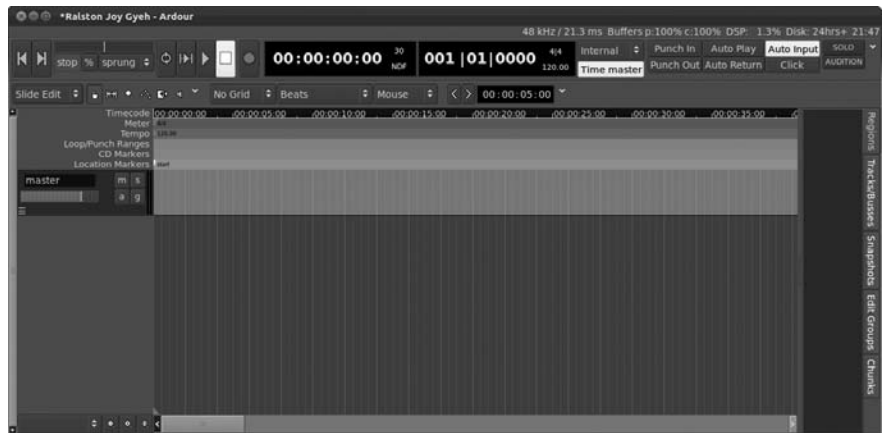 *Ralston Joy Gyeh - Ardour
48 kHz / 21.3 ms Buffers p:100% c:100% DSP: 1.3% Disk: 24hrs+ 21:47
stop % sprung
00:00:00:00 30 NDF
001|01|0000 4|4 120.00
Internal Punch In Auto Play Auto Input SOLO
Time master Punch Out Auto Return Click AUDITION
Slide Edit No Grid Beats Mouse < > 00:00:05:00
Timecode 00:00:00:00 00:00:05:00 00:00:10:00 00:00:15:00 00:00:20:00 00:00:25:00 00:00:30:00 00:00:35:00
Meter 4/4
Tempo 120.00
Loop/Punch Ranges
CD Markers
Location Markers start
master m s
a g
Regions
Tracks/Busses
Snapshots
Edit Groups
Chunks